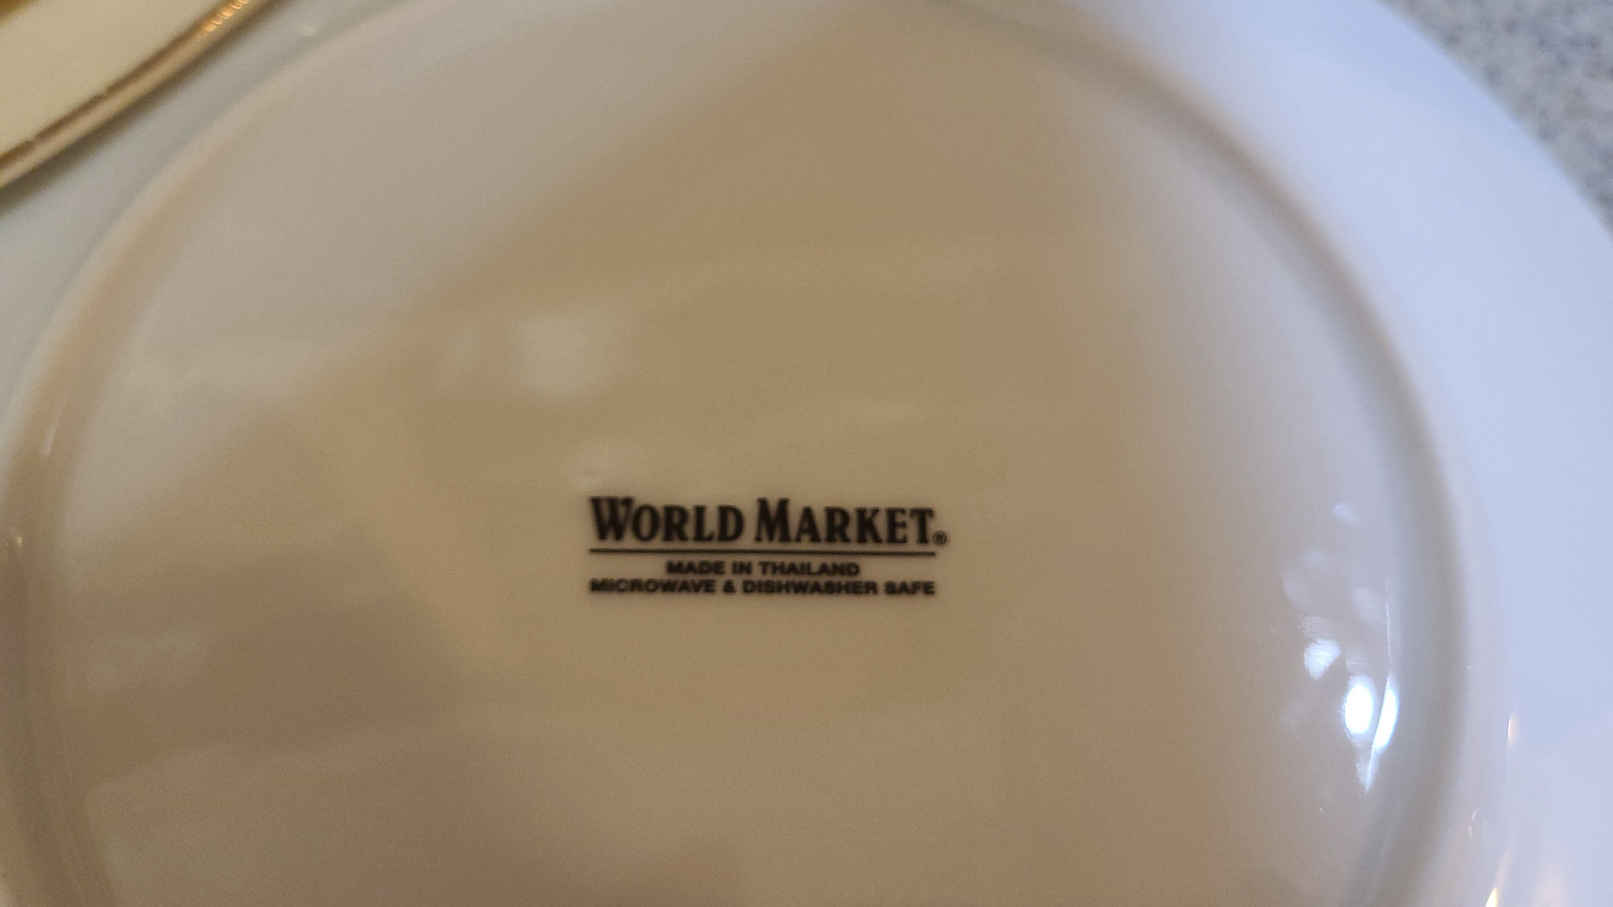 WORLD MARKET®
MADE IN THAILAND
MICROWAVE & DISHWASHER SAFE